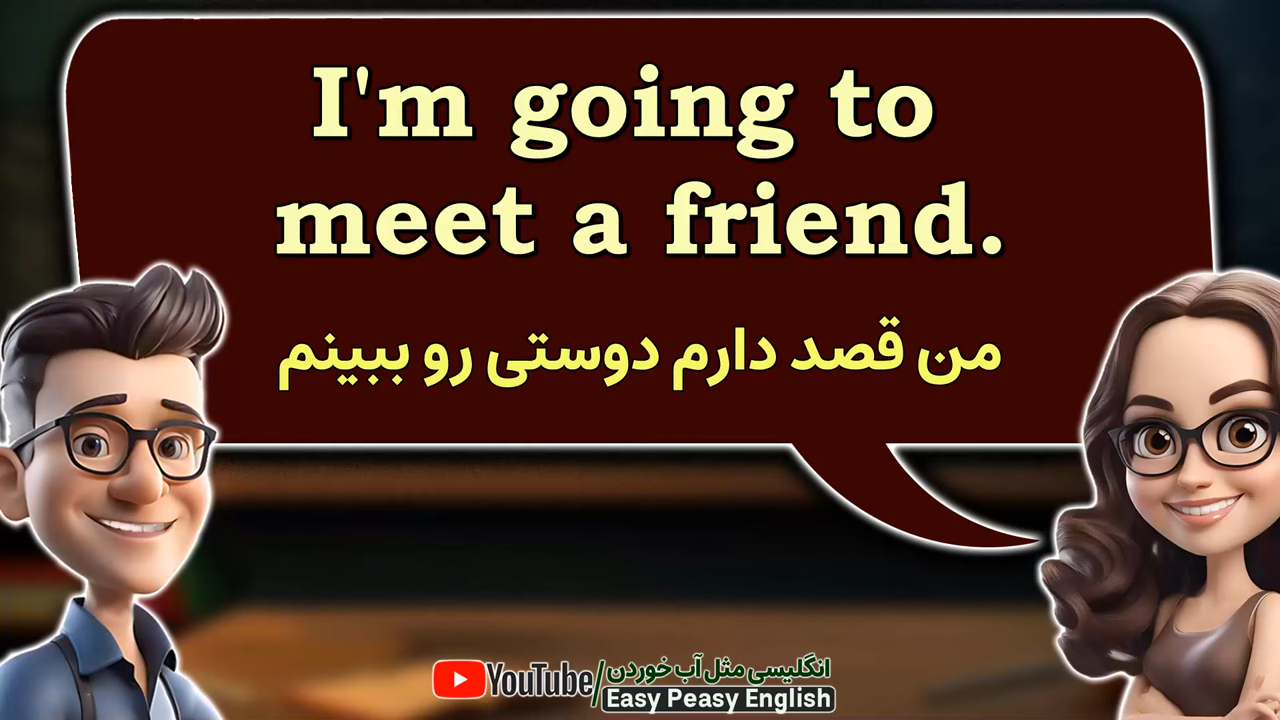 I'm going to
meet a friend.
من قصد دارم دوستی رو ببینم
YouTube/انگلیسی مثل آب خوردن
Easy Peasy English